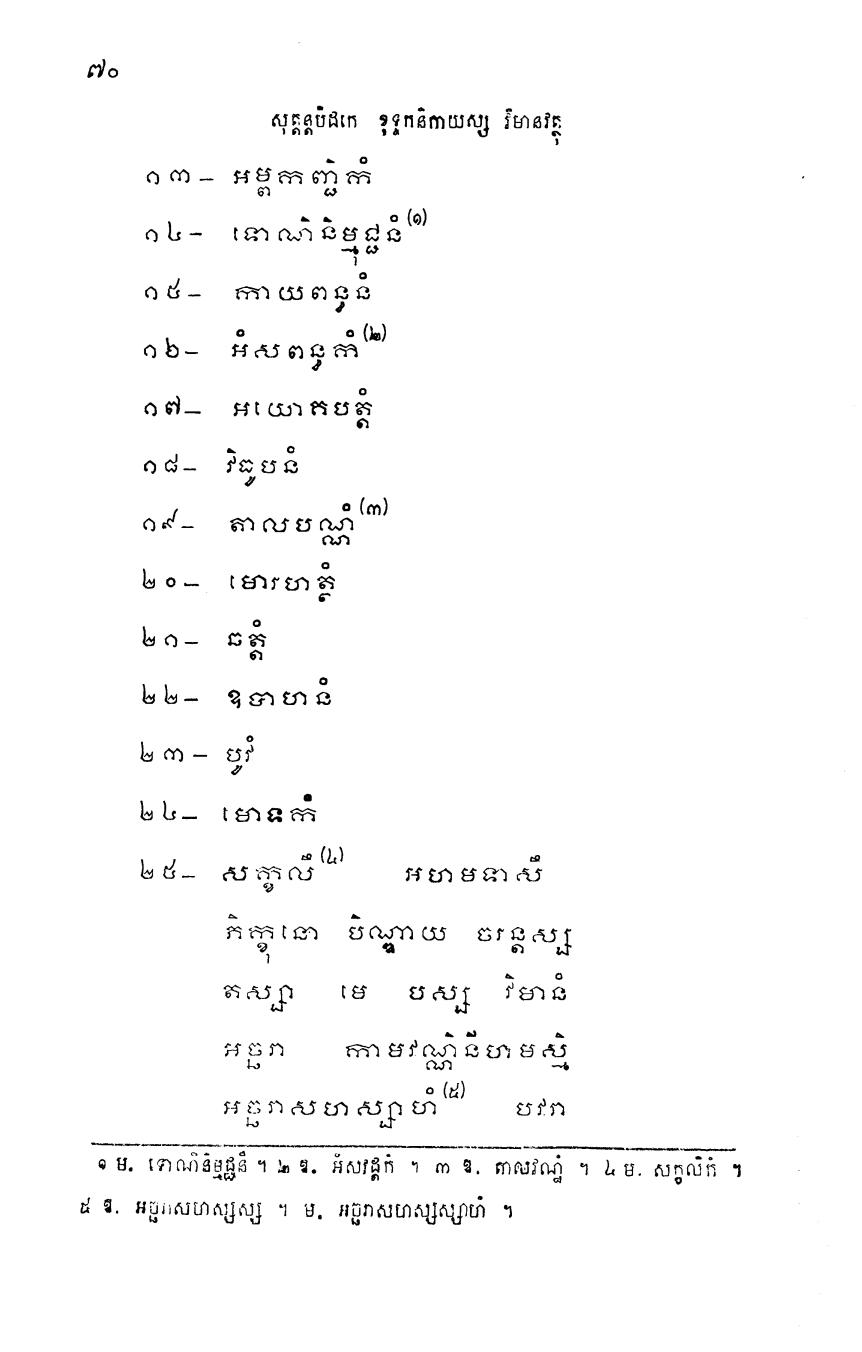 ៧០
សុត្តន្តបិដកេ ខុទ្ទកនិកាយស្ស វិមានវត្ថុ
១៣– អម្ពកញ្ជិកំ
១៤– ទោណិនិម្មុជ្ជនំ(១)
១៥– កាយពន្ធនំ
១៦– អំសពន្ធកំ(២)
១៧– អយោគបត្តំ
១៨– វិធូបនំ
១៩– តាលបណ្ណំ(៣)
២០– មោរហត្ថំ
២១– ឆត្តំ
២២– ឧបាហនំ
២៣– បូវំ
២៤– មោទកំ
២៥– សក្ខលឹ(៤) អហមទាសឹ
ភិក្ខុនោ បិណ្ឌាយ ចរន្តស្ស
តស្សា មេ បស្ស វិមានំ
អច្ឆរា កាមវណ្ណិនីហមស្មិ
អច្ឆរាសហស្សាហំ(៥) បវរា
១ ម. ទោណិនិម្មជ្ជនឹ ។ ២ ឱ. អំសវដ្ដកំ ។ ៣ ឱ. តាលវណ្ដំ ។ ៤ ម. សក្ខលិកំ ។
៥ ឱ. អច្ឆរាសហស្សស្ស ។ ម. អច្ឆរាសហស្សស្សាហំ ។